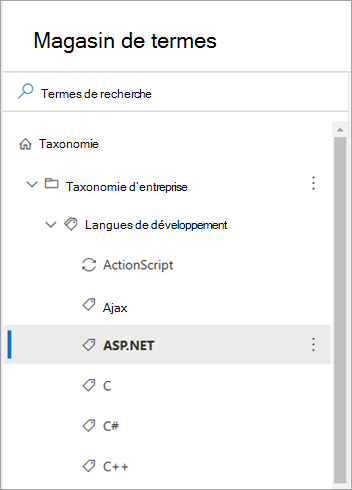 Magasin de termes
Termes de recherche
Taxonomie
Taxonomie d'entreprise
Langues de développement
ActionScript
Ajax
ASP.NET
C
C#
C++